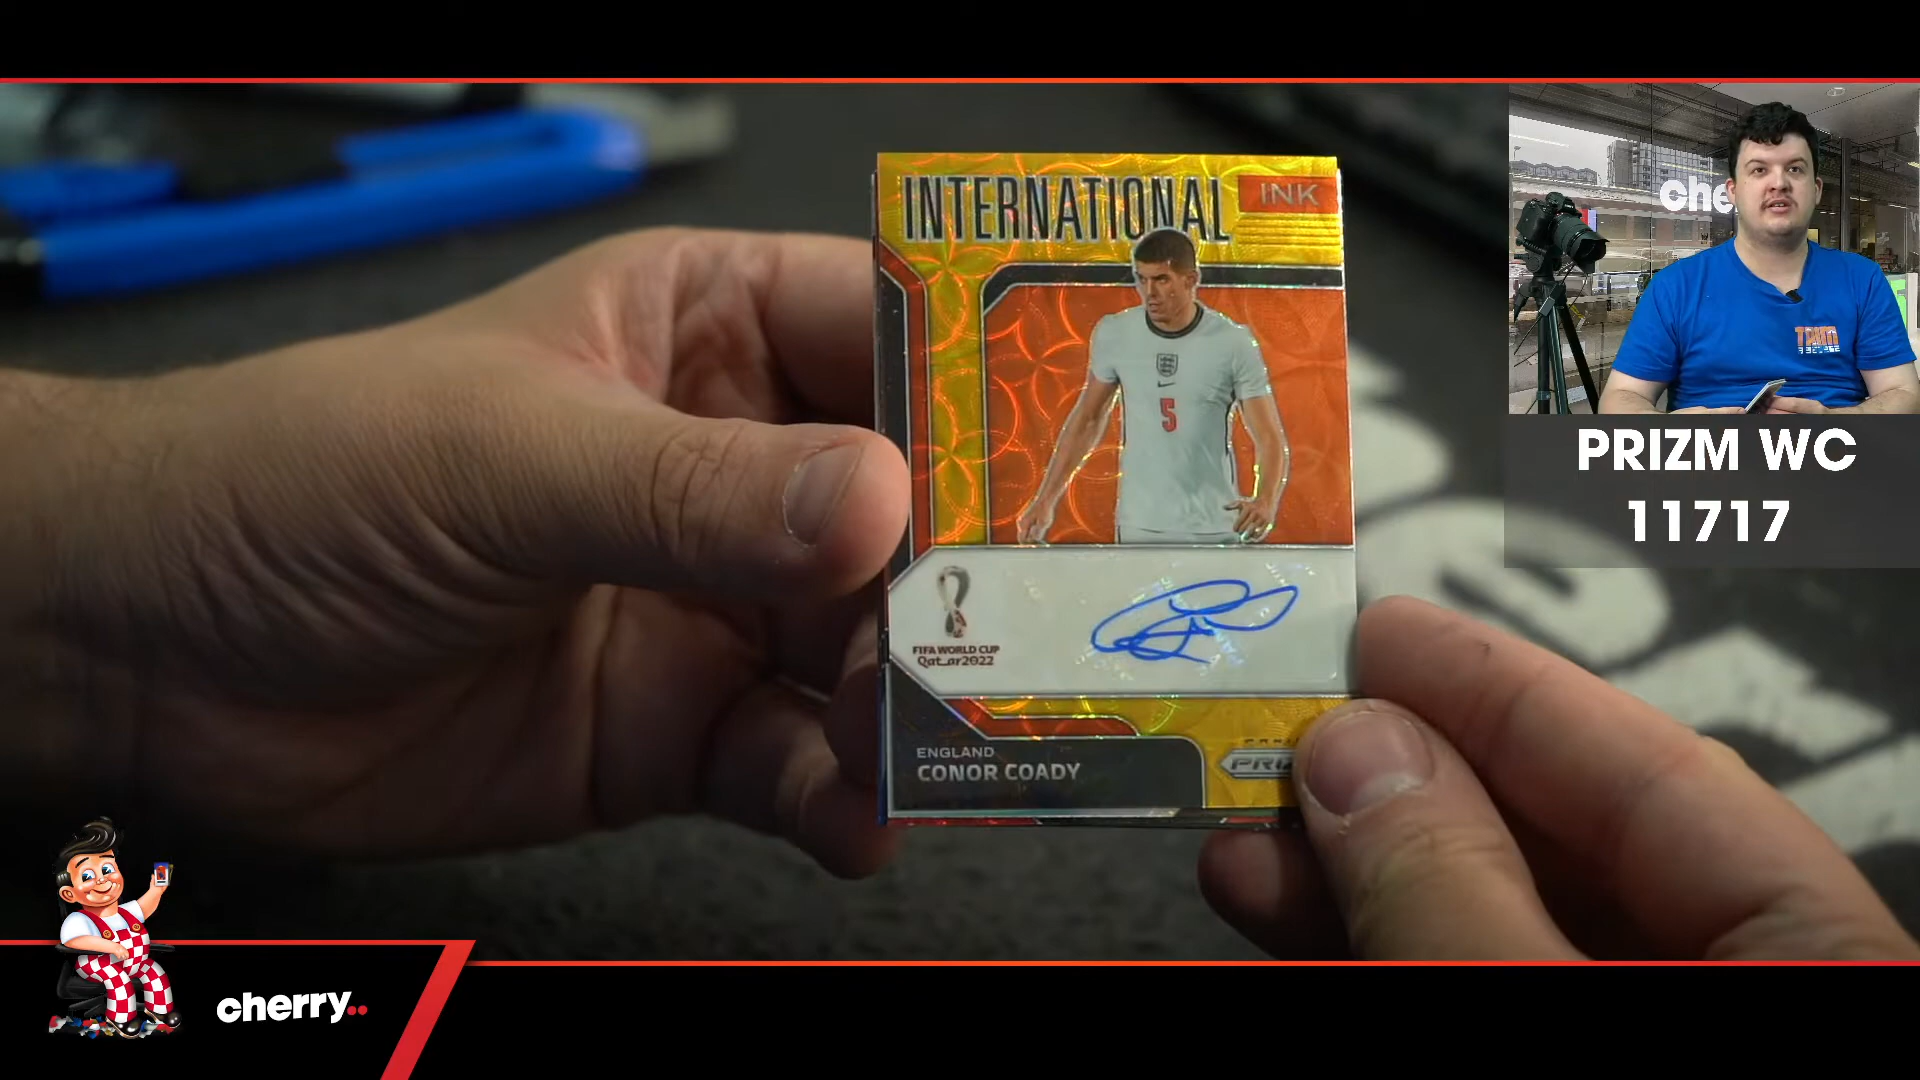 INTERNATIONAL INK
5
FIFA WORLD CUP
Qatar2022
ENGLAND
CONOR COADY
PRIZM WC
11717
cherry..